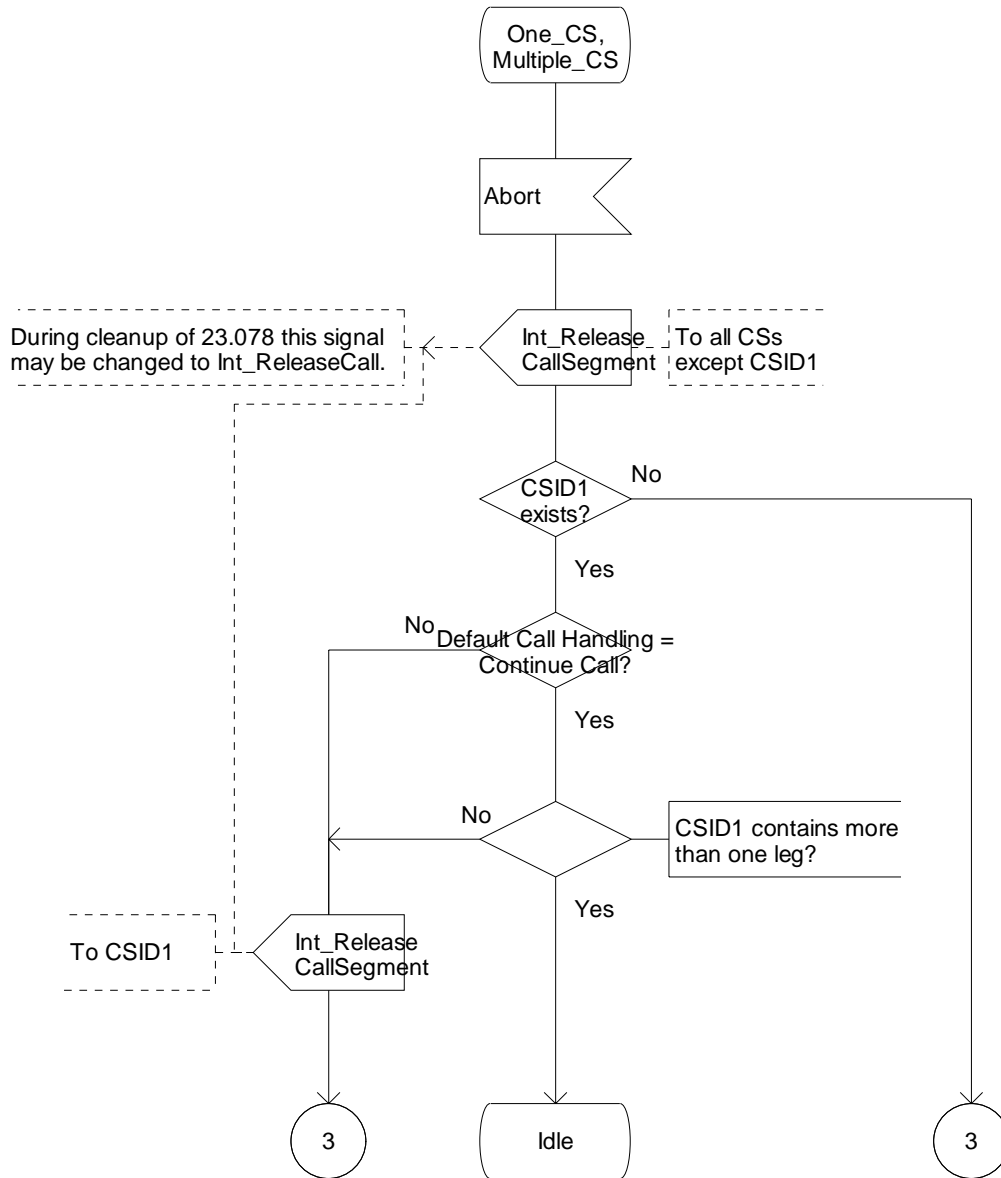 One_CS,
Multiple_CS
Abort
During cleanup of 23.078 this signal
may be changed to Int_ReleaseCall.
Int_Release
CallSegment
To all CSs
except CSID1
CSID1
exists?
No
Yes
No
Default Call Handling =
Continue Call?
Yes
No
CSID1 contains more
than one leg?
Yes
To CSID1
Int_Release
CallSegment
3
Idle
3